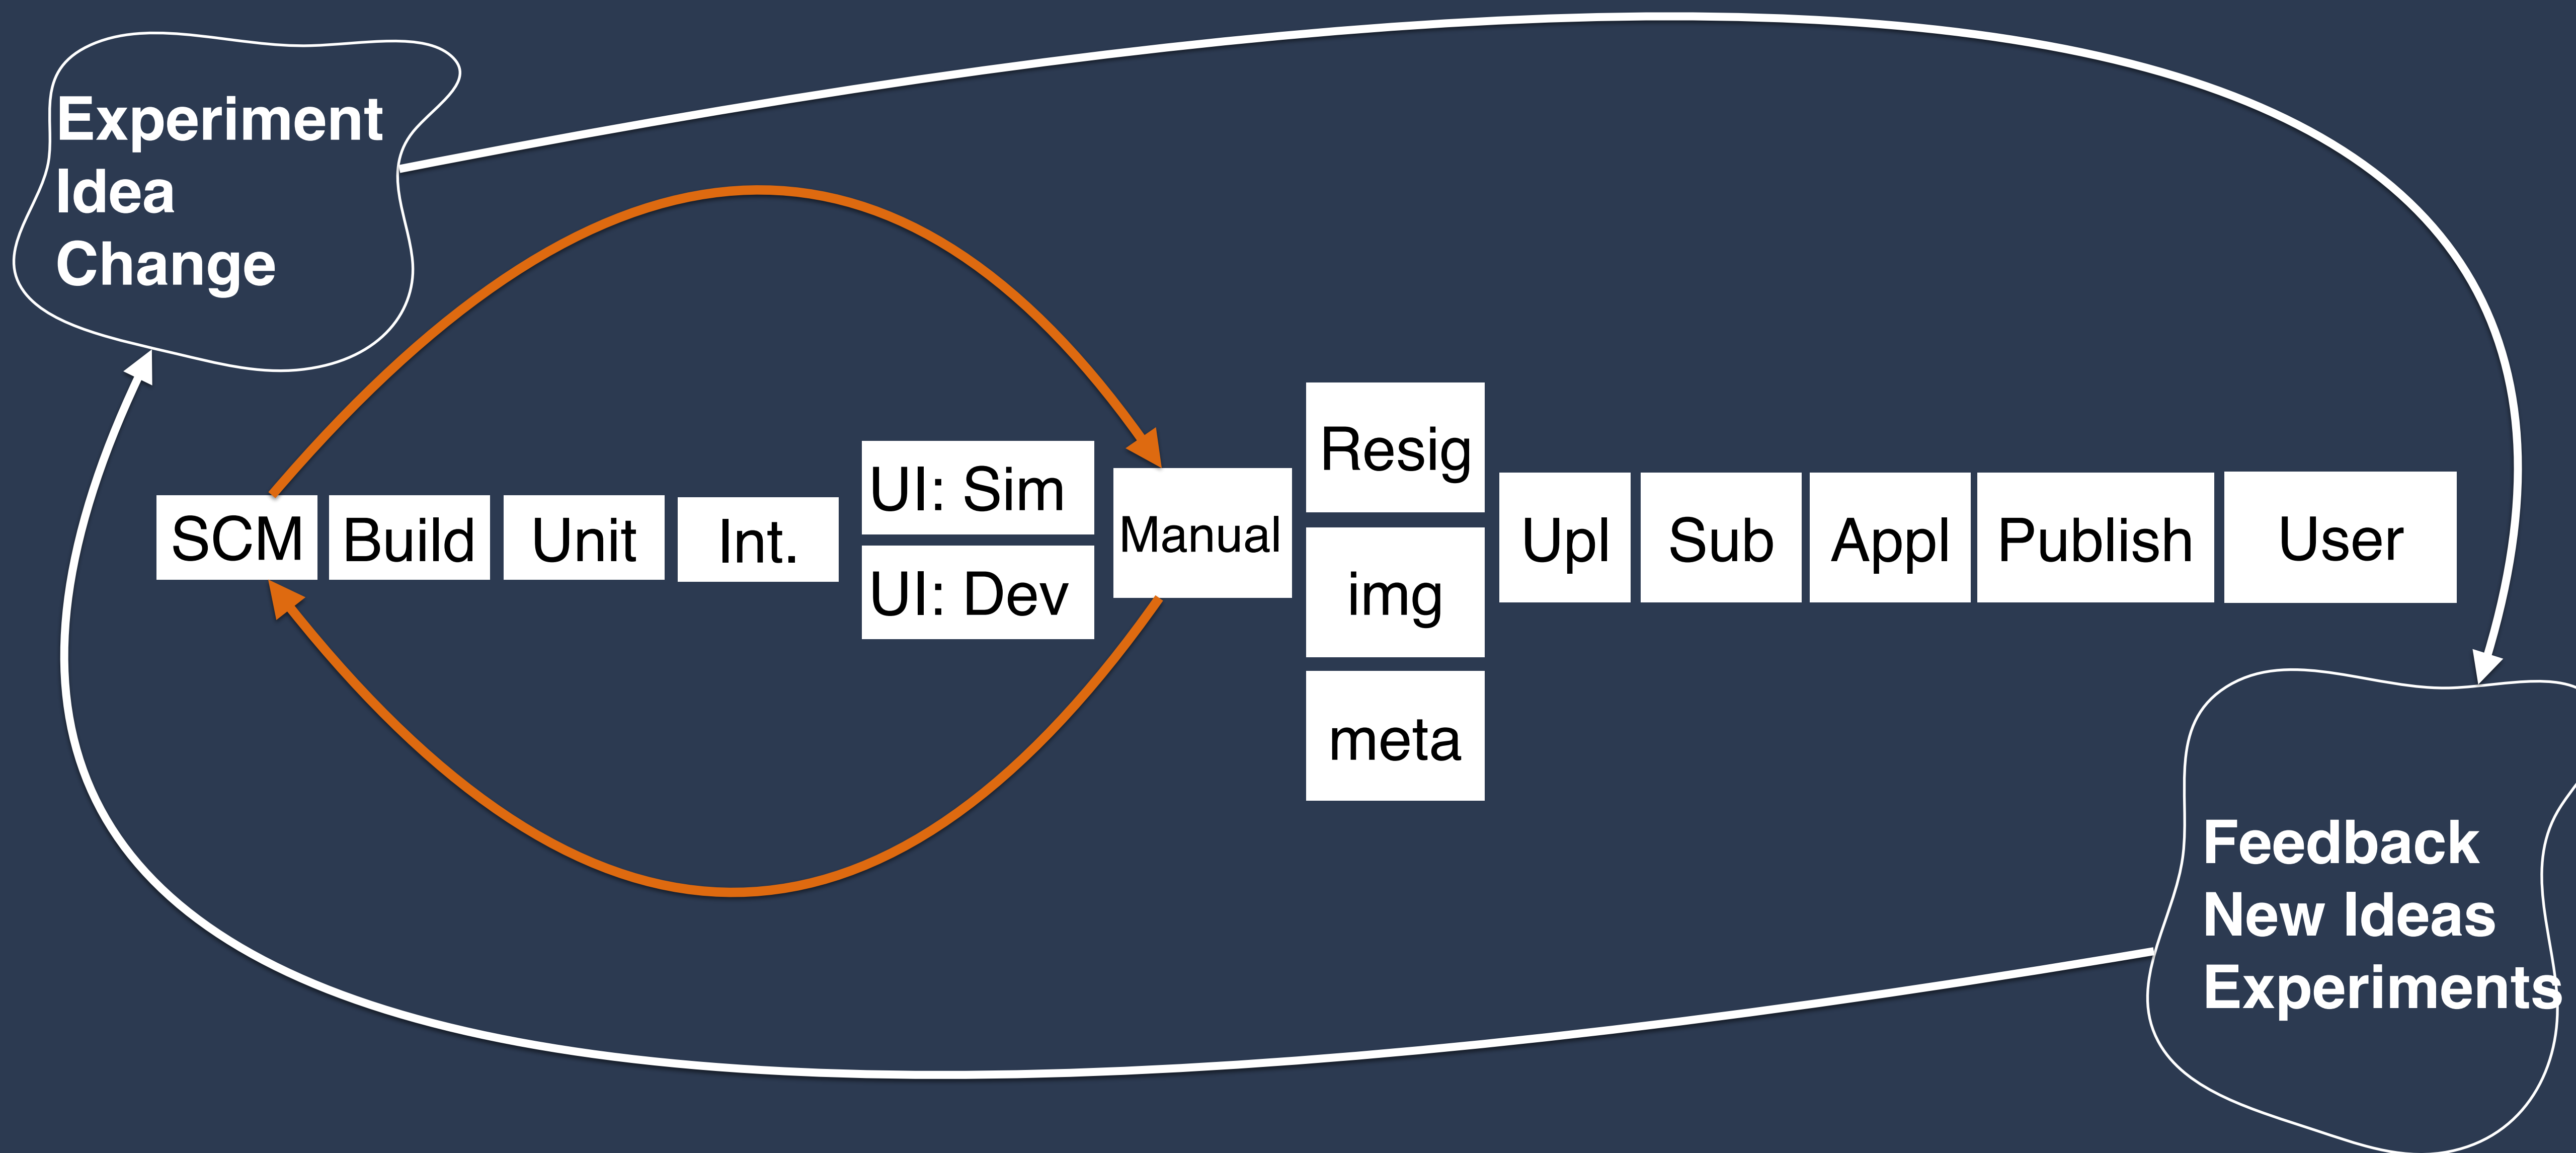 Experiment
Idea
Change
SCM
Build
Unit
Int.
UI: Sim
UI: Dev
Manual
Resig
img
meta
Upl
Sub
Appl
Publish
User
Feedback
New Ideas
Experiments